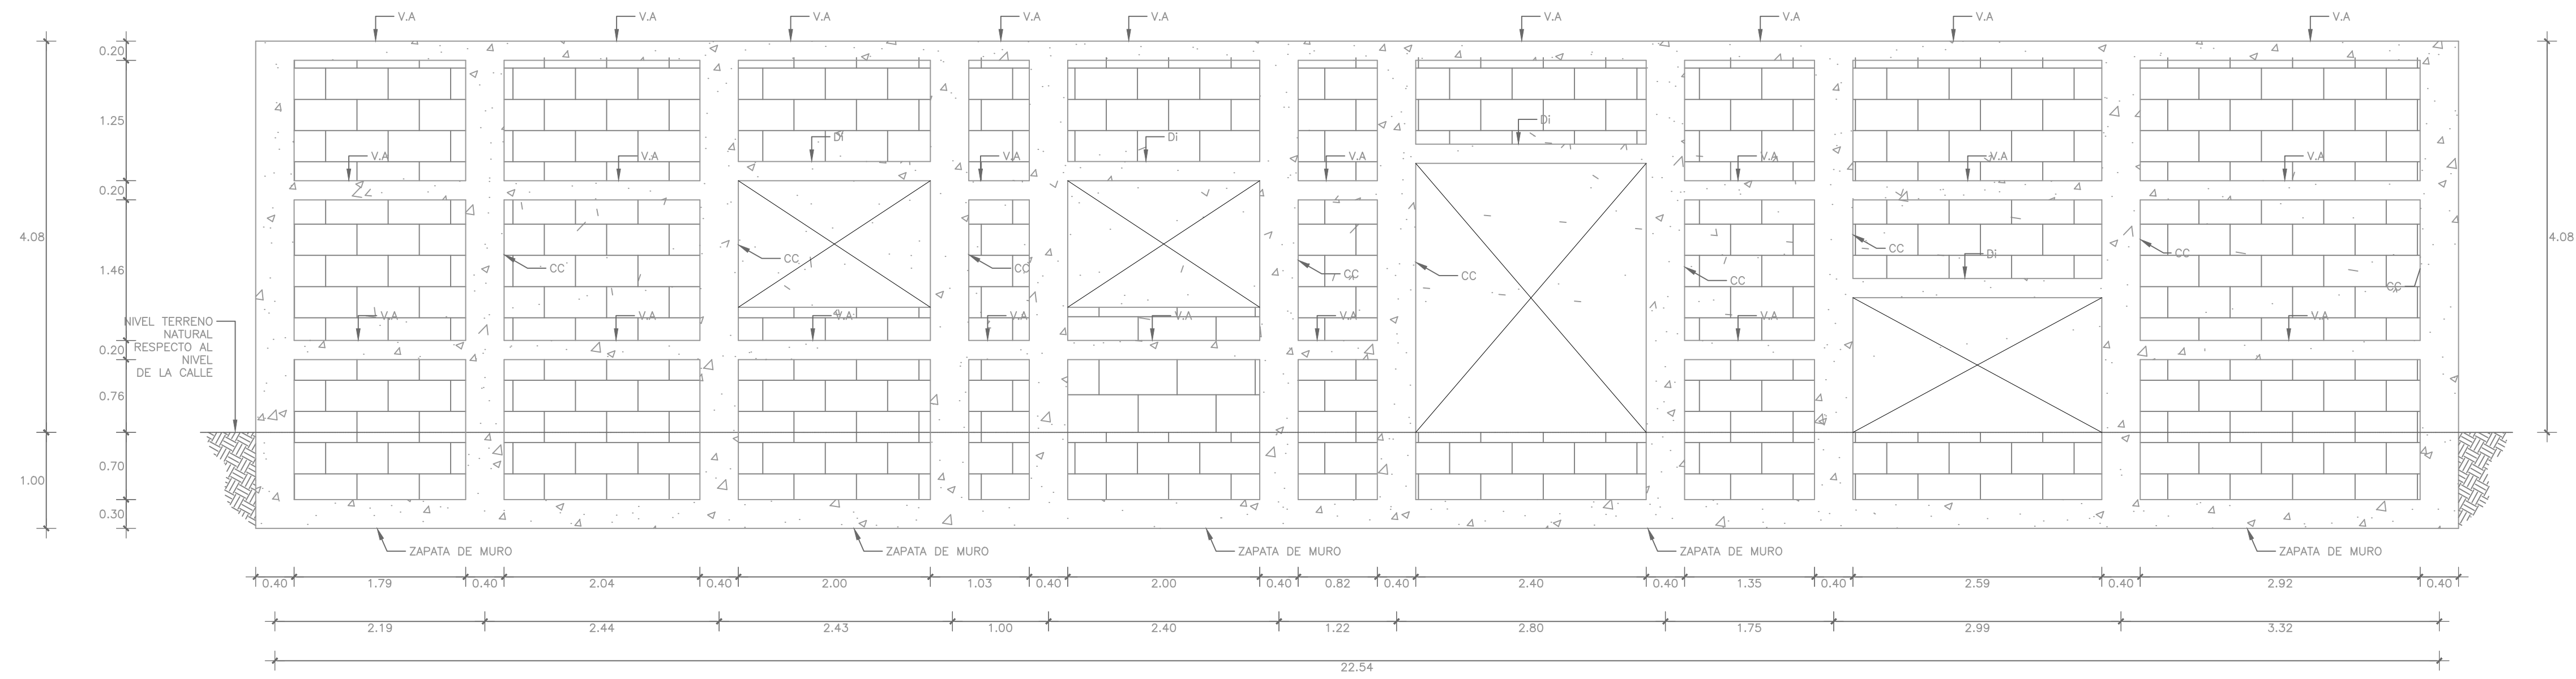 V.A
V.A
V.A
V.A
V.A
V.A
V.A
V.A
V.A
0.20
1.25
Di
Di
Di
V.A
V.A
V.A
V.A
V.A
V.A
V.A
0.20
4.08
4.08
CC
CC
CC
CC
CC
CC
CC
CC
CC
Di
1.46
V.A
V.A
V.A
V.A
V.A
V.A
V.A
V.A
NIVEL TERRENO
NATURAL
RESPECTO AL
NIVEL
DE LA CALLE
0.20
0.76
0.70
1.00
0.30
ZAPATA DE MURO
ZAPATA DE MURO
ZAPATA DE MURO
ZAPATA DE MURO
ZAPATA DE MURO
0.40 1.79 0.40 2.04 0.40 2.00 1.03 0.40 2.00 0.40 0.82 0.40 2.40 0.40 1.35 0.40 2.59 0.40 2.92 0.40
2.19 2.44 2.43 1.00 2.40 1.22 2.80 1.75 2.99 3.32
22.54